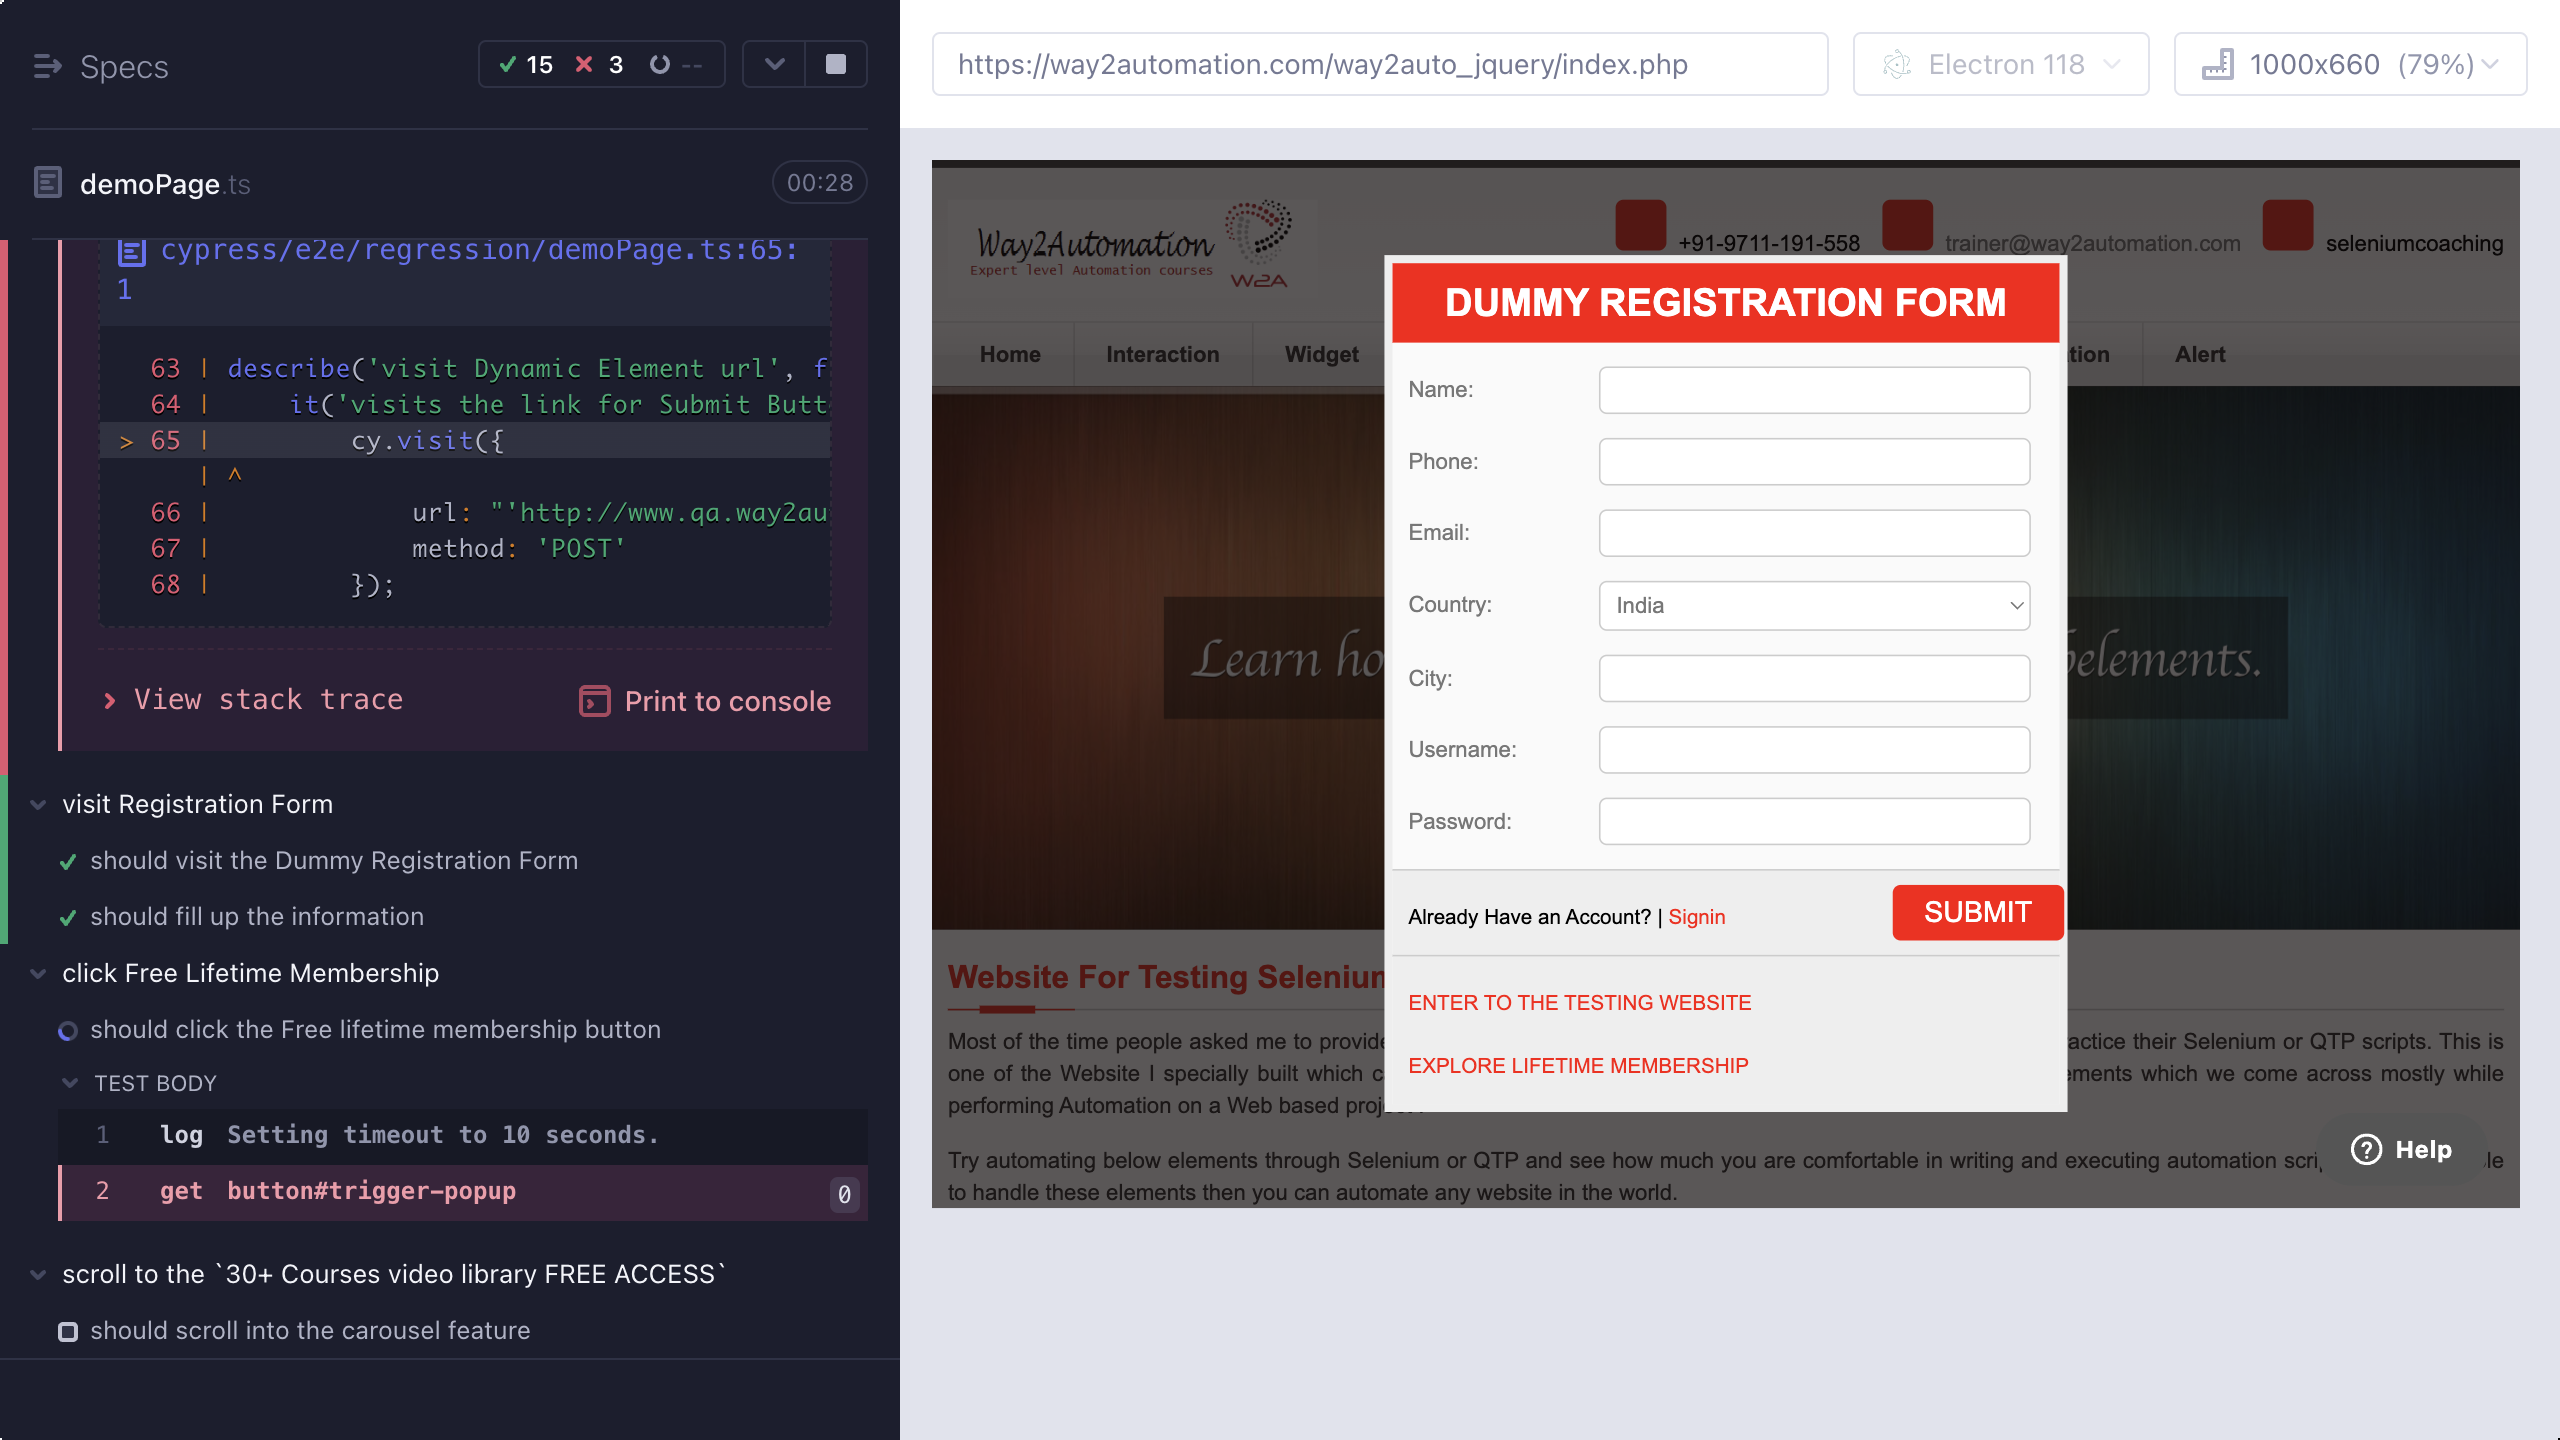 Specs
15 3 --
demoPage.ts
00:28
cypress/e2e/regression/demoPage.ts:65:
1
63 | describe('visit Dynamic Element url', f
64 | it('visits the link for Submit Butt
> 65 | cy.visit({
| ^
66 | url: "'http://www.qa.way2au
67 | method: 'POST'
68 | });
View stack trace
Print to console
visit Registration Form
should visit the Dummy Registration Form
should fill up the information
click Free Lifetime Membership
should click the Free lifetime membership button
TEST BODY
1 log Setting timeout to 10 seconds.
2 get button#trigger-popup 0
scroll to the `30+ Courses video library FREE ACCESS`
should scroll into the carousel feature
https://way2automation.com/way2auto_jquery/index.php
Electron 118
1000x660 (79%)
Way2Automation
Expert level Automation courses
W2A
+91-9711-191-558
trainer@way2automation.com
seleniumcoaching
Home Interaction Widget tion Alert
Learn ho elements.
DUMMY REGISTRATION FORM
Name:
Phone:
Email:
Country: India
City:
Username:
Password:
Already Have an Account? | Signin
SUBMIT
ENTER TO THE TESTING WEBSITE
EXPLORE LIFETIME MEMBERSHIP
Website For Testing Selenium
Most of the time people asked me to provide actice their Selenium or QTP scripts. This is
one of the Website I specially built which c ements which we come across mostly while
performing Automation on a Web based proj
Try automating below elements through Selenium or QTP and see how much you are comfortable in writing and executing automation scrip le
to handle these elements then you can automate any website in the world.
Help